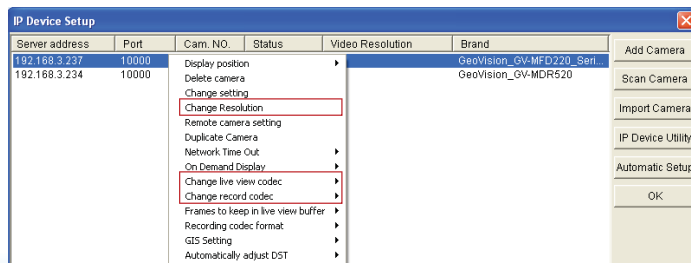 IP Device Setup
Server address Port Cam. NO. Status Video Resolution Brand
192.168.3.237 10000 GeoVision_GV-MFD220_Seri...
192.168.3.234 10000 GeoVision_GV-MDR520
Display position
Delete camera
Change setting
Change Resolution
Remote camera setting
Duplicate Camera
Network Time Out
On Demand Display
Change live view codec
Change record codec
Frames to keep in live view buffer
Recording codec format
GIS Setting
Automatically adjust DST
Add Camera
Scan Camera
Import Camera
IP Device Utility
Automatic Setup
OK